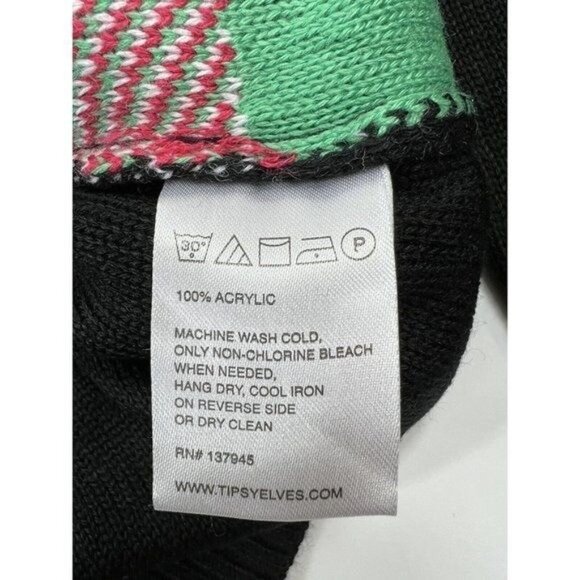 30° P
100% ACRYLIC
MACHINE WASH COLD,
ONLY NON-CHLORINE BLEACH
WHEN NEEDED,
HANG DRY, COOL IRON
ON REVERSE SIDE
OR DRY CLEAN
RN# 137945
WWW.TIPSYELVES.COM